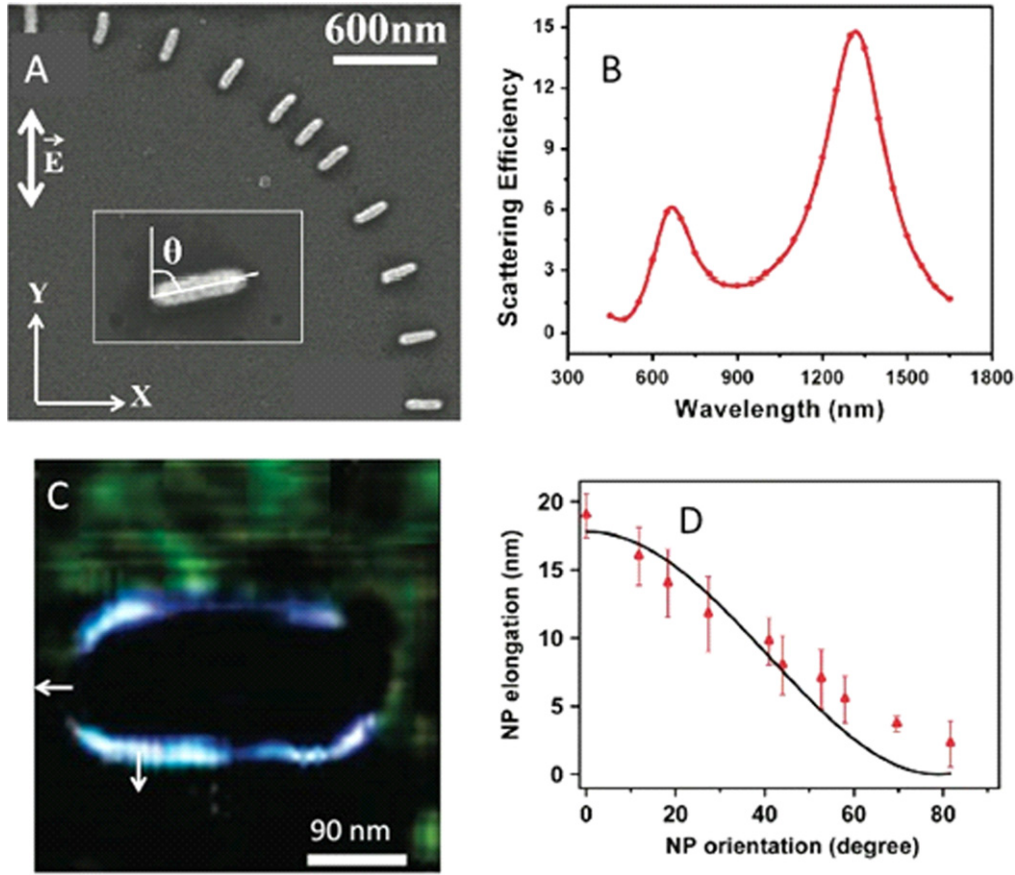 A
600nm
E
θ
Y
X
B
Scattering Efficiency
15
12
9
6
3
0
300 600 900 1200 1500 1800
Wavelength (nm)
C
90 nm
D
NP elongation (nm)
20
15
10
5
0
0 20 40 60 80
NP orientation (degree)